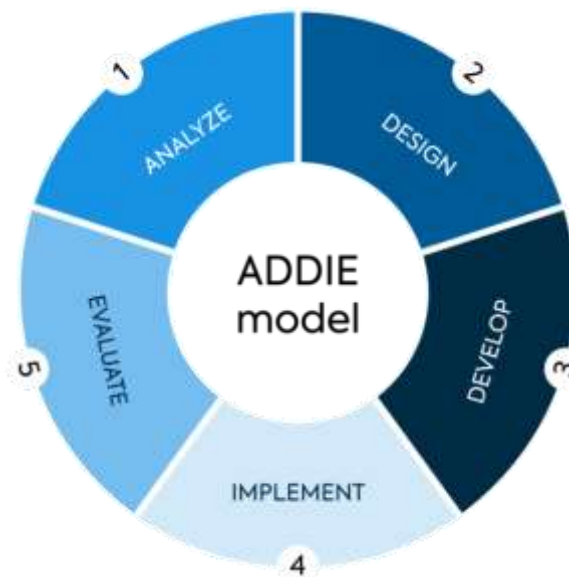 ADDIE
model
1
ANALYZE
2
DESIGN
3
DEVELOP
4
IMPLEMENT
5
EVALUATE